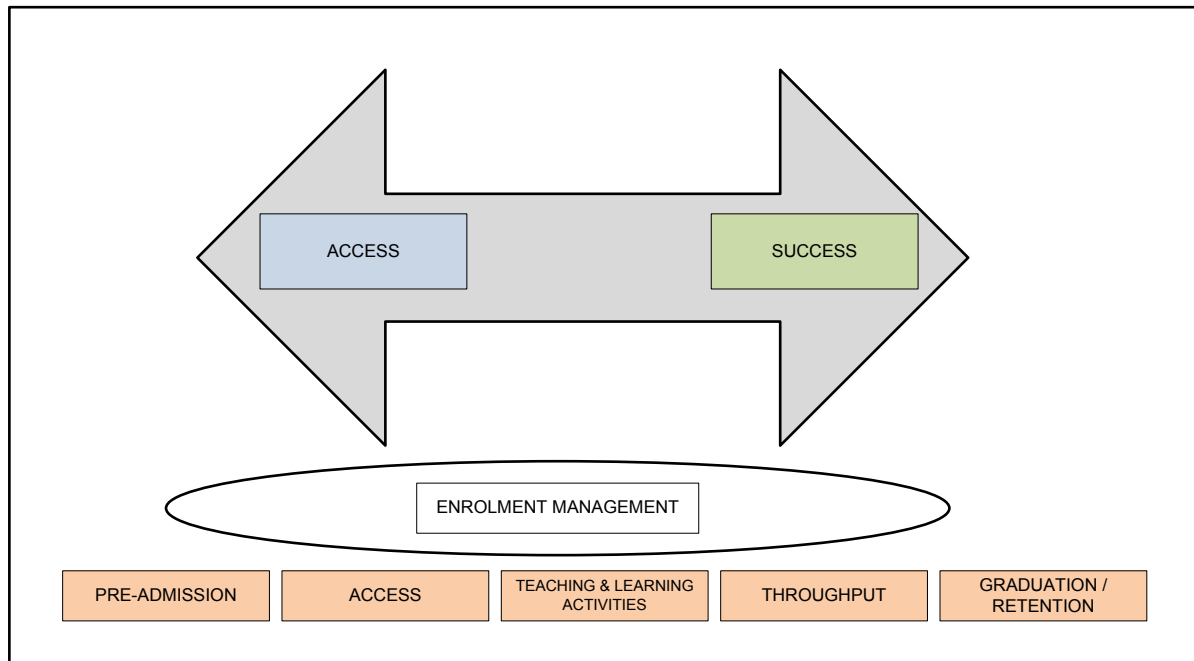 ACCESS
SUCCESS
ENROLMENT MANAGEMENT
PRE-ADMISSION
ACCESS
TEACHING & LEARNING
ACTIVITIES
THROUGHPUT
GRADUATION /
RETENTION